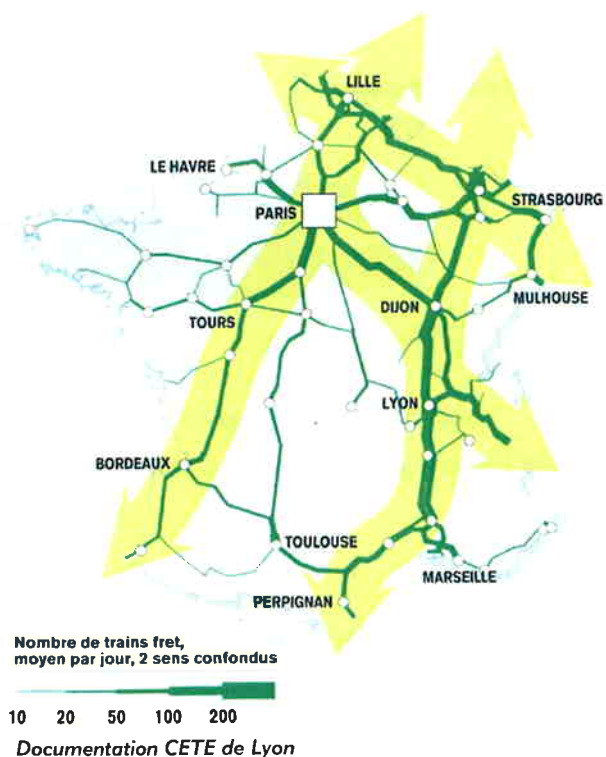 LILLE
LE HAVRE
STRASBOURG
PARIS
MULHOUSE
DIJON
TOURS
LYON
BORDEAUX
TOULOUSE
MARSEILLE
PERPIGNAN
Nombre de trains fret,
moyen par jour, 2 sens confondus
10 20 50 100 200
Documentation CETE de Lyon